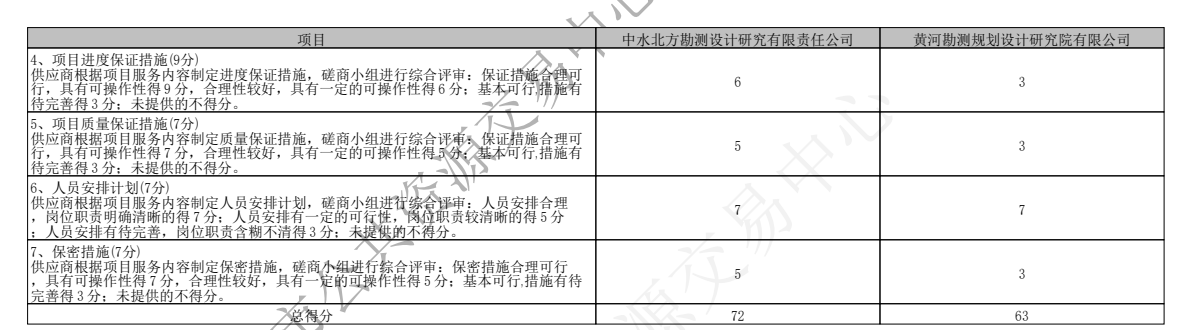 项目 中水北方勘测设计研究有限责任公司 黄河勘测规划设计研究院有限公司
4、项目进度保证措施(9分)
供应商根据项目服务内容制定进度保证措施，磋商小组进行综合评审：保证措施合理可
行，具有可操作性得9分，合理性较好，具有一定的可操作性得6分；基本可行,措施有
待完善得3分；未提供的不得分。
6 3
5、项目质量保证措施(7分)
供应商根据项目服务内容制定质量保证措施，磋商小组进行综合评审：保证措施合理可
行，具有可操作性得7分，合理性较好，具有一定的可操作性得5分；基本可行,措施有
待完善得3分；未提供的不得分。
5 3
6、人员安排计划(7分)
供应商根据项目服务内容制定人员安排计划，磋商小组进行综合评审：人员安排合理
，岗位职责明确清晰的得7分；人员安排有一定的可行性，岗位职责较清晰的得5分
；人员安排有待完善，岗位职责含糊不清得3分；未提供的不得分。
7 7
7、保密措施(7分)
供应商根据项目服务内容制定保密措施，磋商小组进行综合评审：保密措施合理可行
，具有可操作性得7分，合理性较好，具有一定的可操作性得5分；基本可行,措施有待
完善得3分；未提供的不得分。
5 3
总得分 72 63
市公共资源交易中心
源交易中心